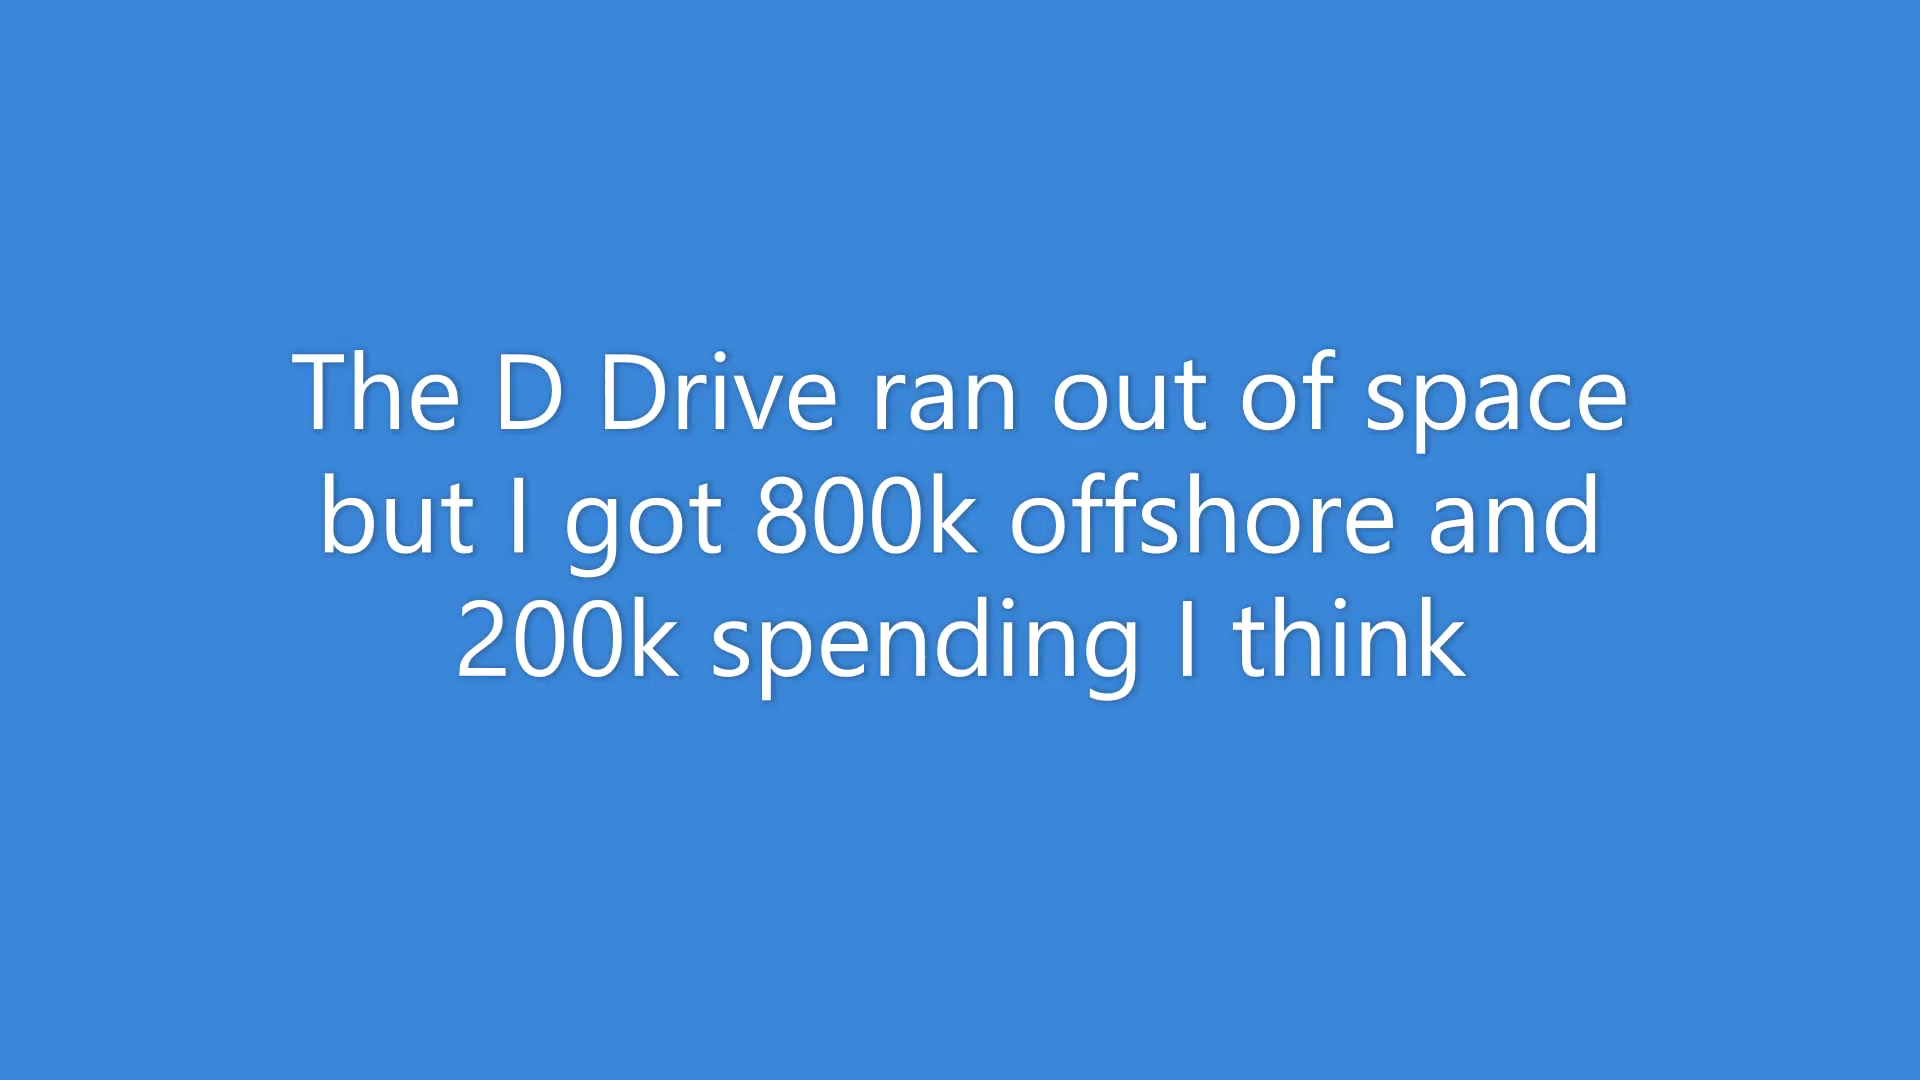 The D Drive ran out of space
but I got 800k offshore and
200k spending I think